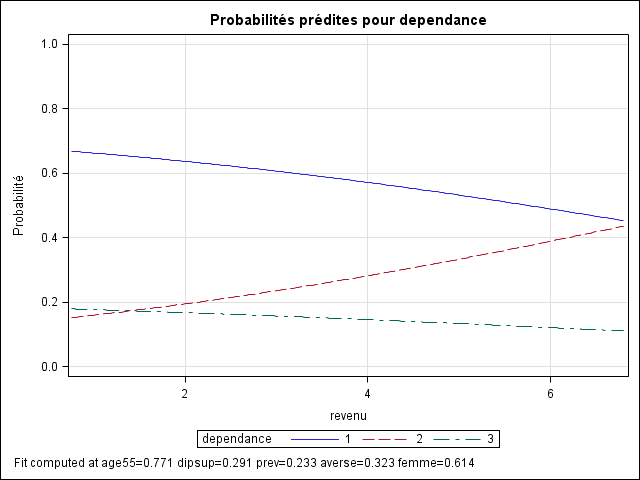 Probabilités prédites pour dependance
1.0
0.8
0.6
0.4
0.2
0.0
Probabilité
2 4 6
revenu
dependance 1 2 3
Fit computed at age55=0.771 dipsup=0.291 prev=0.233 averse=0.323 femme=0.614